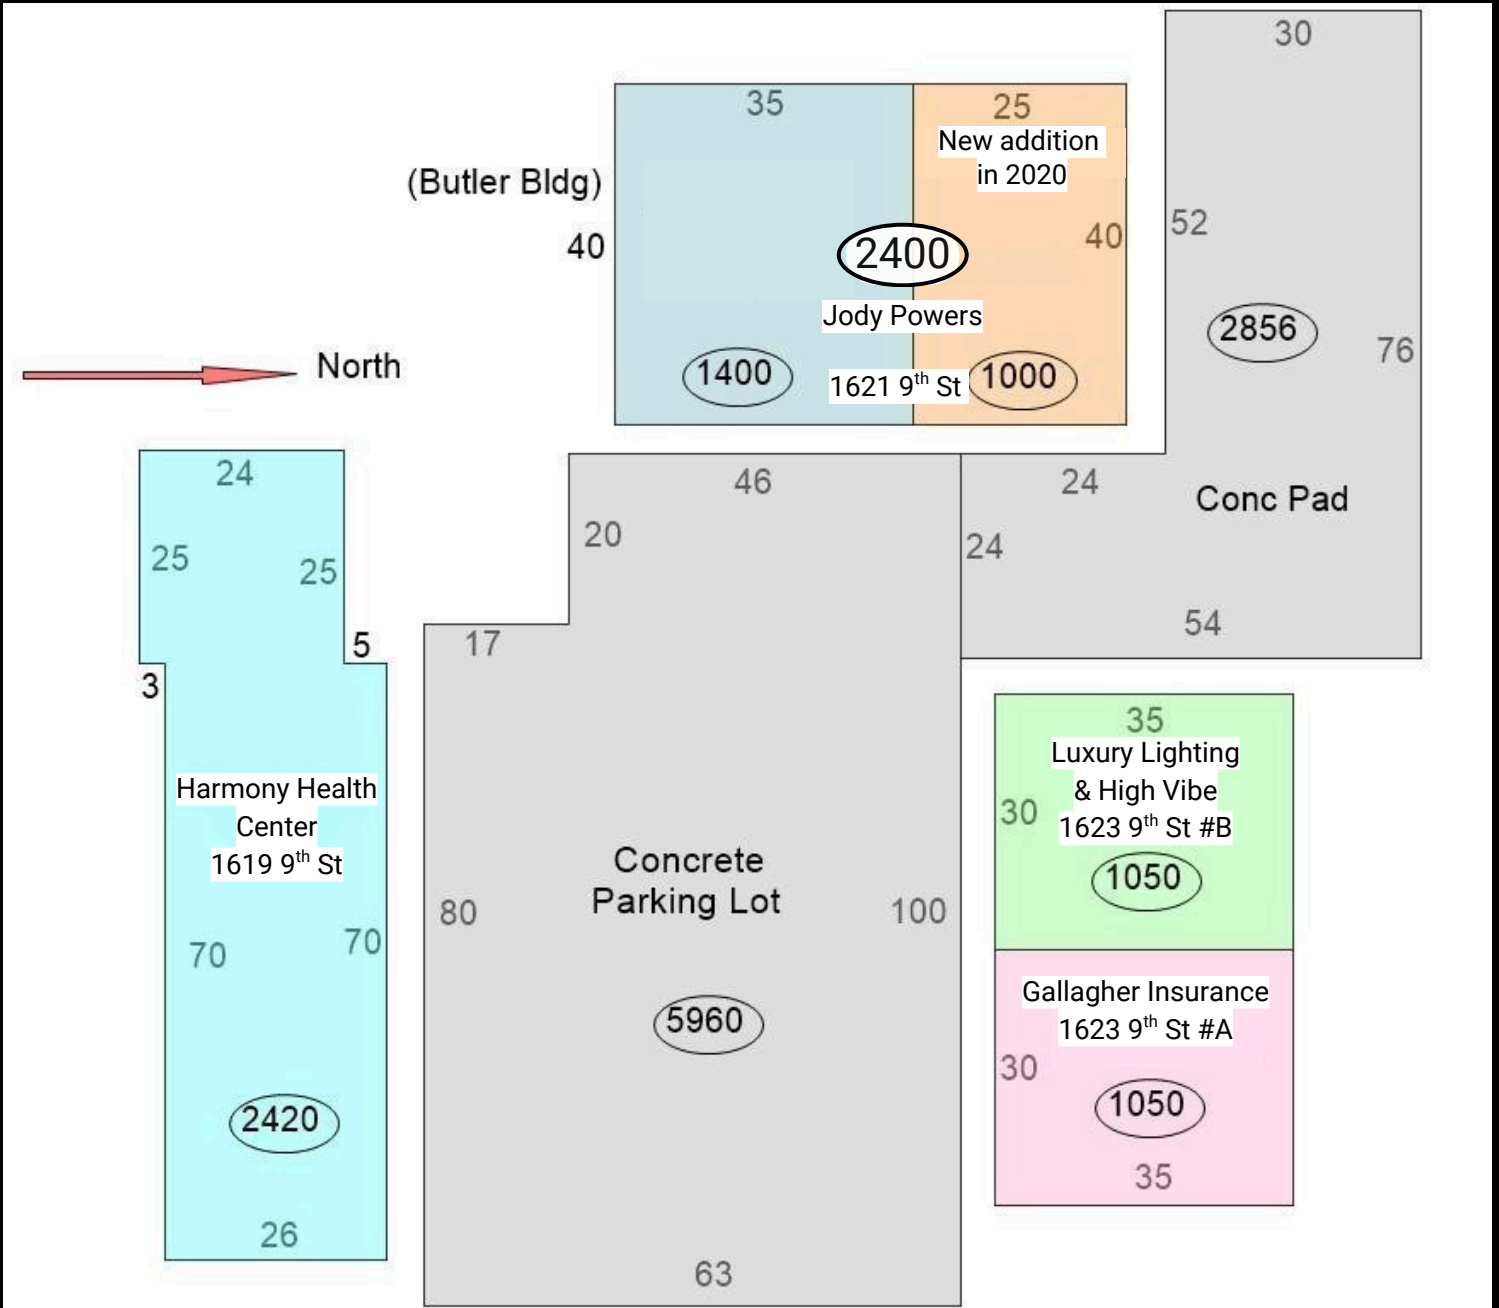 30
35
25
New addition
in 2020
(Butler Bldg)
40
40
52
2400
Jody Powers
2856
76
1400
1621 9th St
1000
North
24
25
25
5
3
46
20
24
24
Conc Pad
54
17
35
Luxury Lighting
& High Vibe
1623 9th St #B
30
1050
Harmony Health
Center
1619 9th St
70
70
2420
26
Concrete
Parking Lot
80
100
5960
63
Gallagher Insurance
1623 9th St #A
30
1050
35